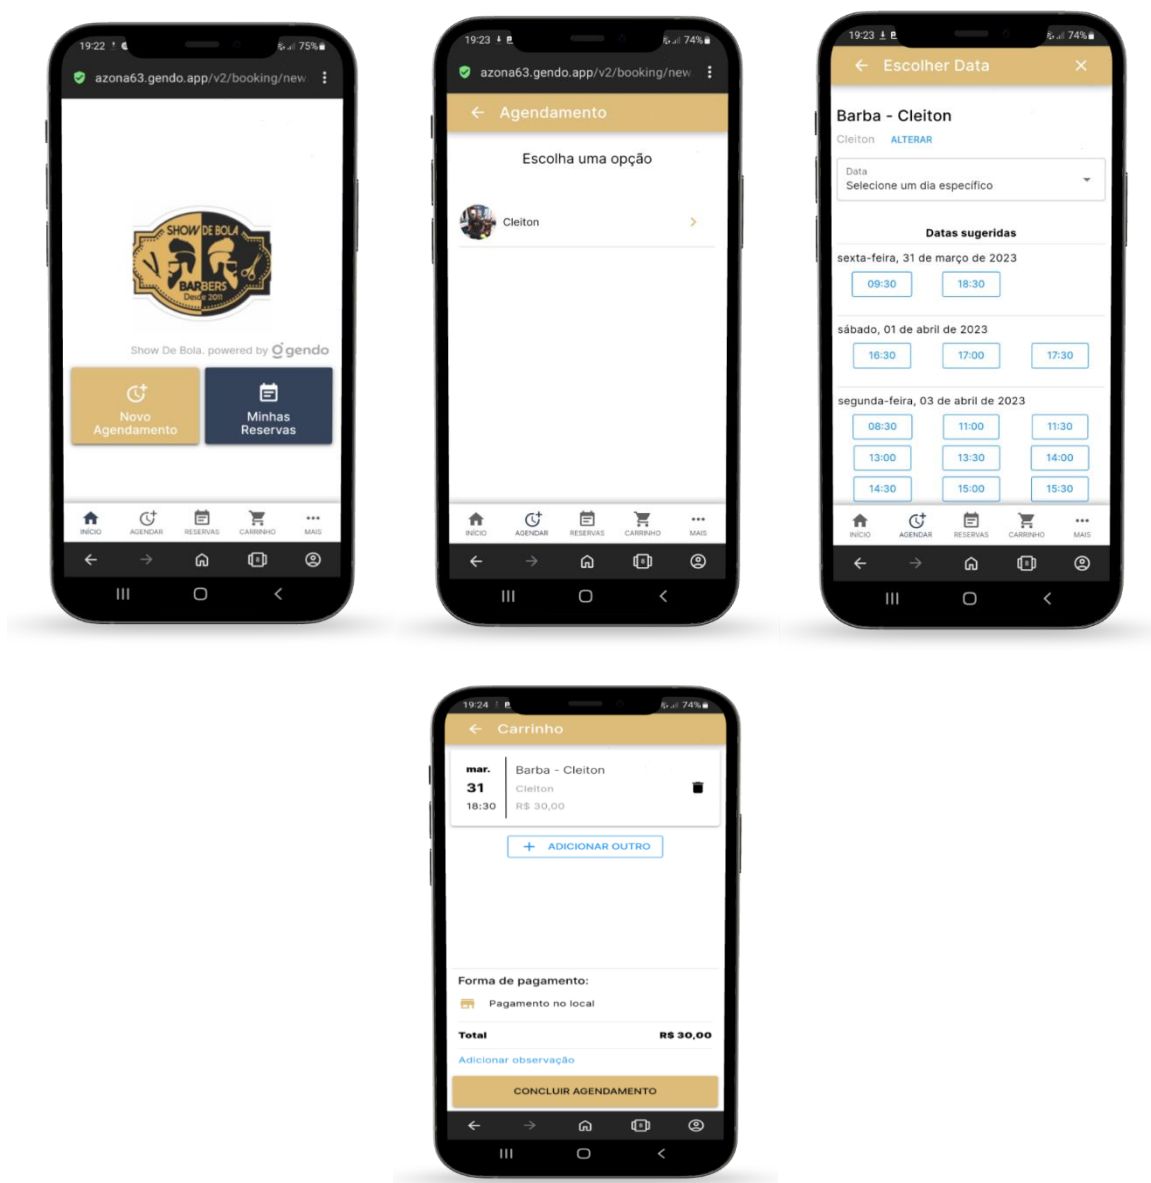 19:22
75%
azona63.gendo.app/v2/booking/new
SHOW DE BOLA
BARBERS
Desde 2011
Show De Bola. powered by gendo
Novo
Agendamento
Minhas
Reservas
INÍCIO AGENDAR RESERVAS CARRINHO MAIS
19:23
74%
azona63.gendo.app/v2/booking/new
Agendamento
Escolha uma opção
Cleiton
INÍCIO AGENDAR RESERVAS CARRINHO MAIS
19:23
74%
Escolher Data
Barba - Cleiton
Cleiton ALTERAR
Data
Selecione um dia específico
Datas sugeridas
sexta-feira, 31 de março de 2023
09:30 18:30
sábado, 01 de abril de 2023
16:30 17:00 17:30
segunda-feira, 03 de abril de 2023
08:30 11:00 11:30
13:00 13:30 14:00
14:30 15:00 15:30
INÍCIO AGENDAR RESERVAS CARRINHO MAIS
19:24
74%
Carrinho
mar.
31
18:30
Barba - Cleiton
Cleiton
R$ 30,00
+ ADICIONAR OUTRO
Forma de pagamento:
Pagamento no local
Total R$ 30,00
Adicionar observação
CONCLUIR AGENDAMENTO